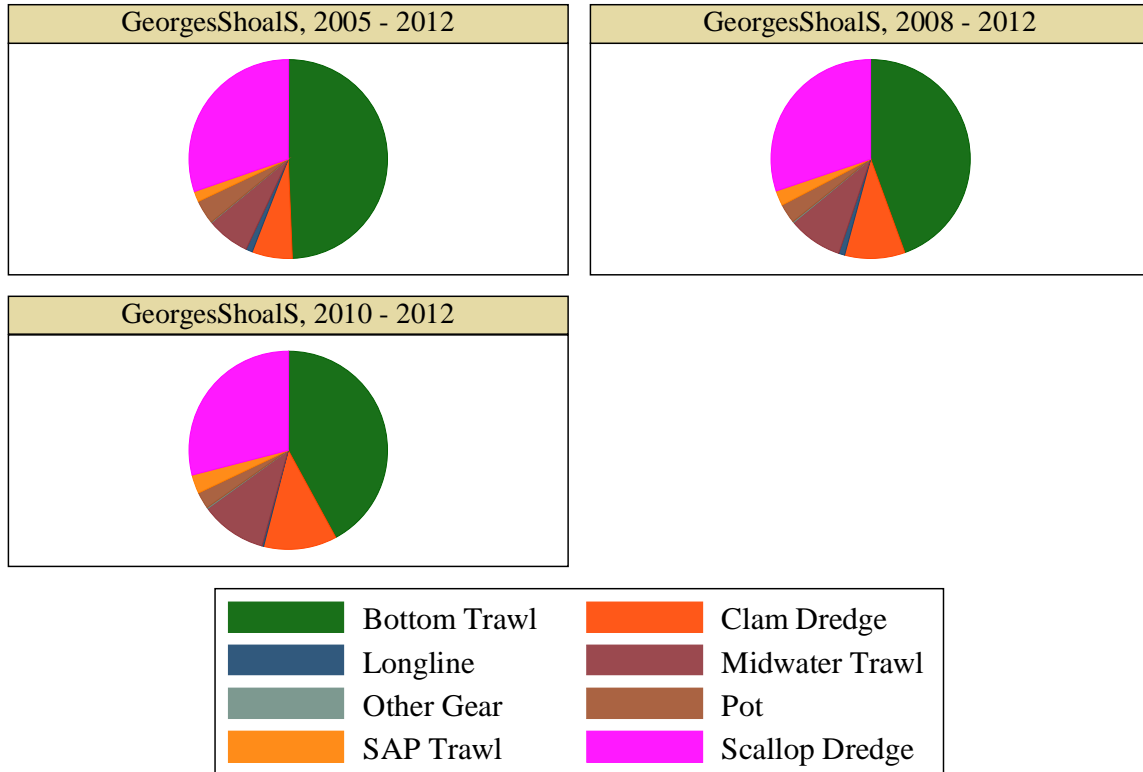 GeorgesShoalS, 2005 - 2012
GeorgesShoalS, 2008 - 2012
GeorgesShoalS, 2010 - 2012
Bottom Trawl
Clam Dredge
Longline
Midwater Trawl
Other Gear
Pot
SAP Trawl
Scallop Dredge